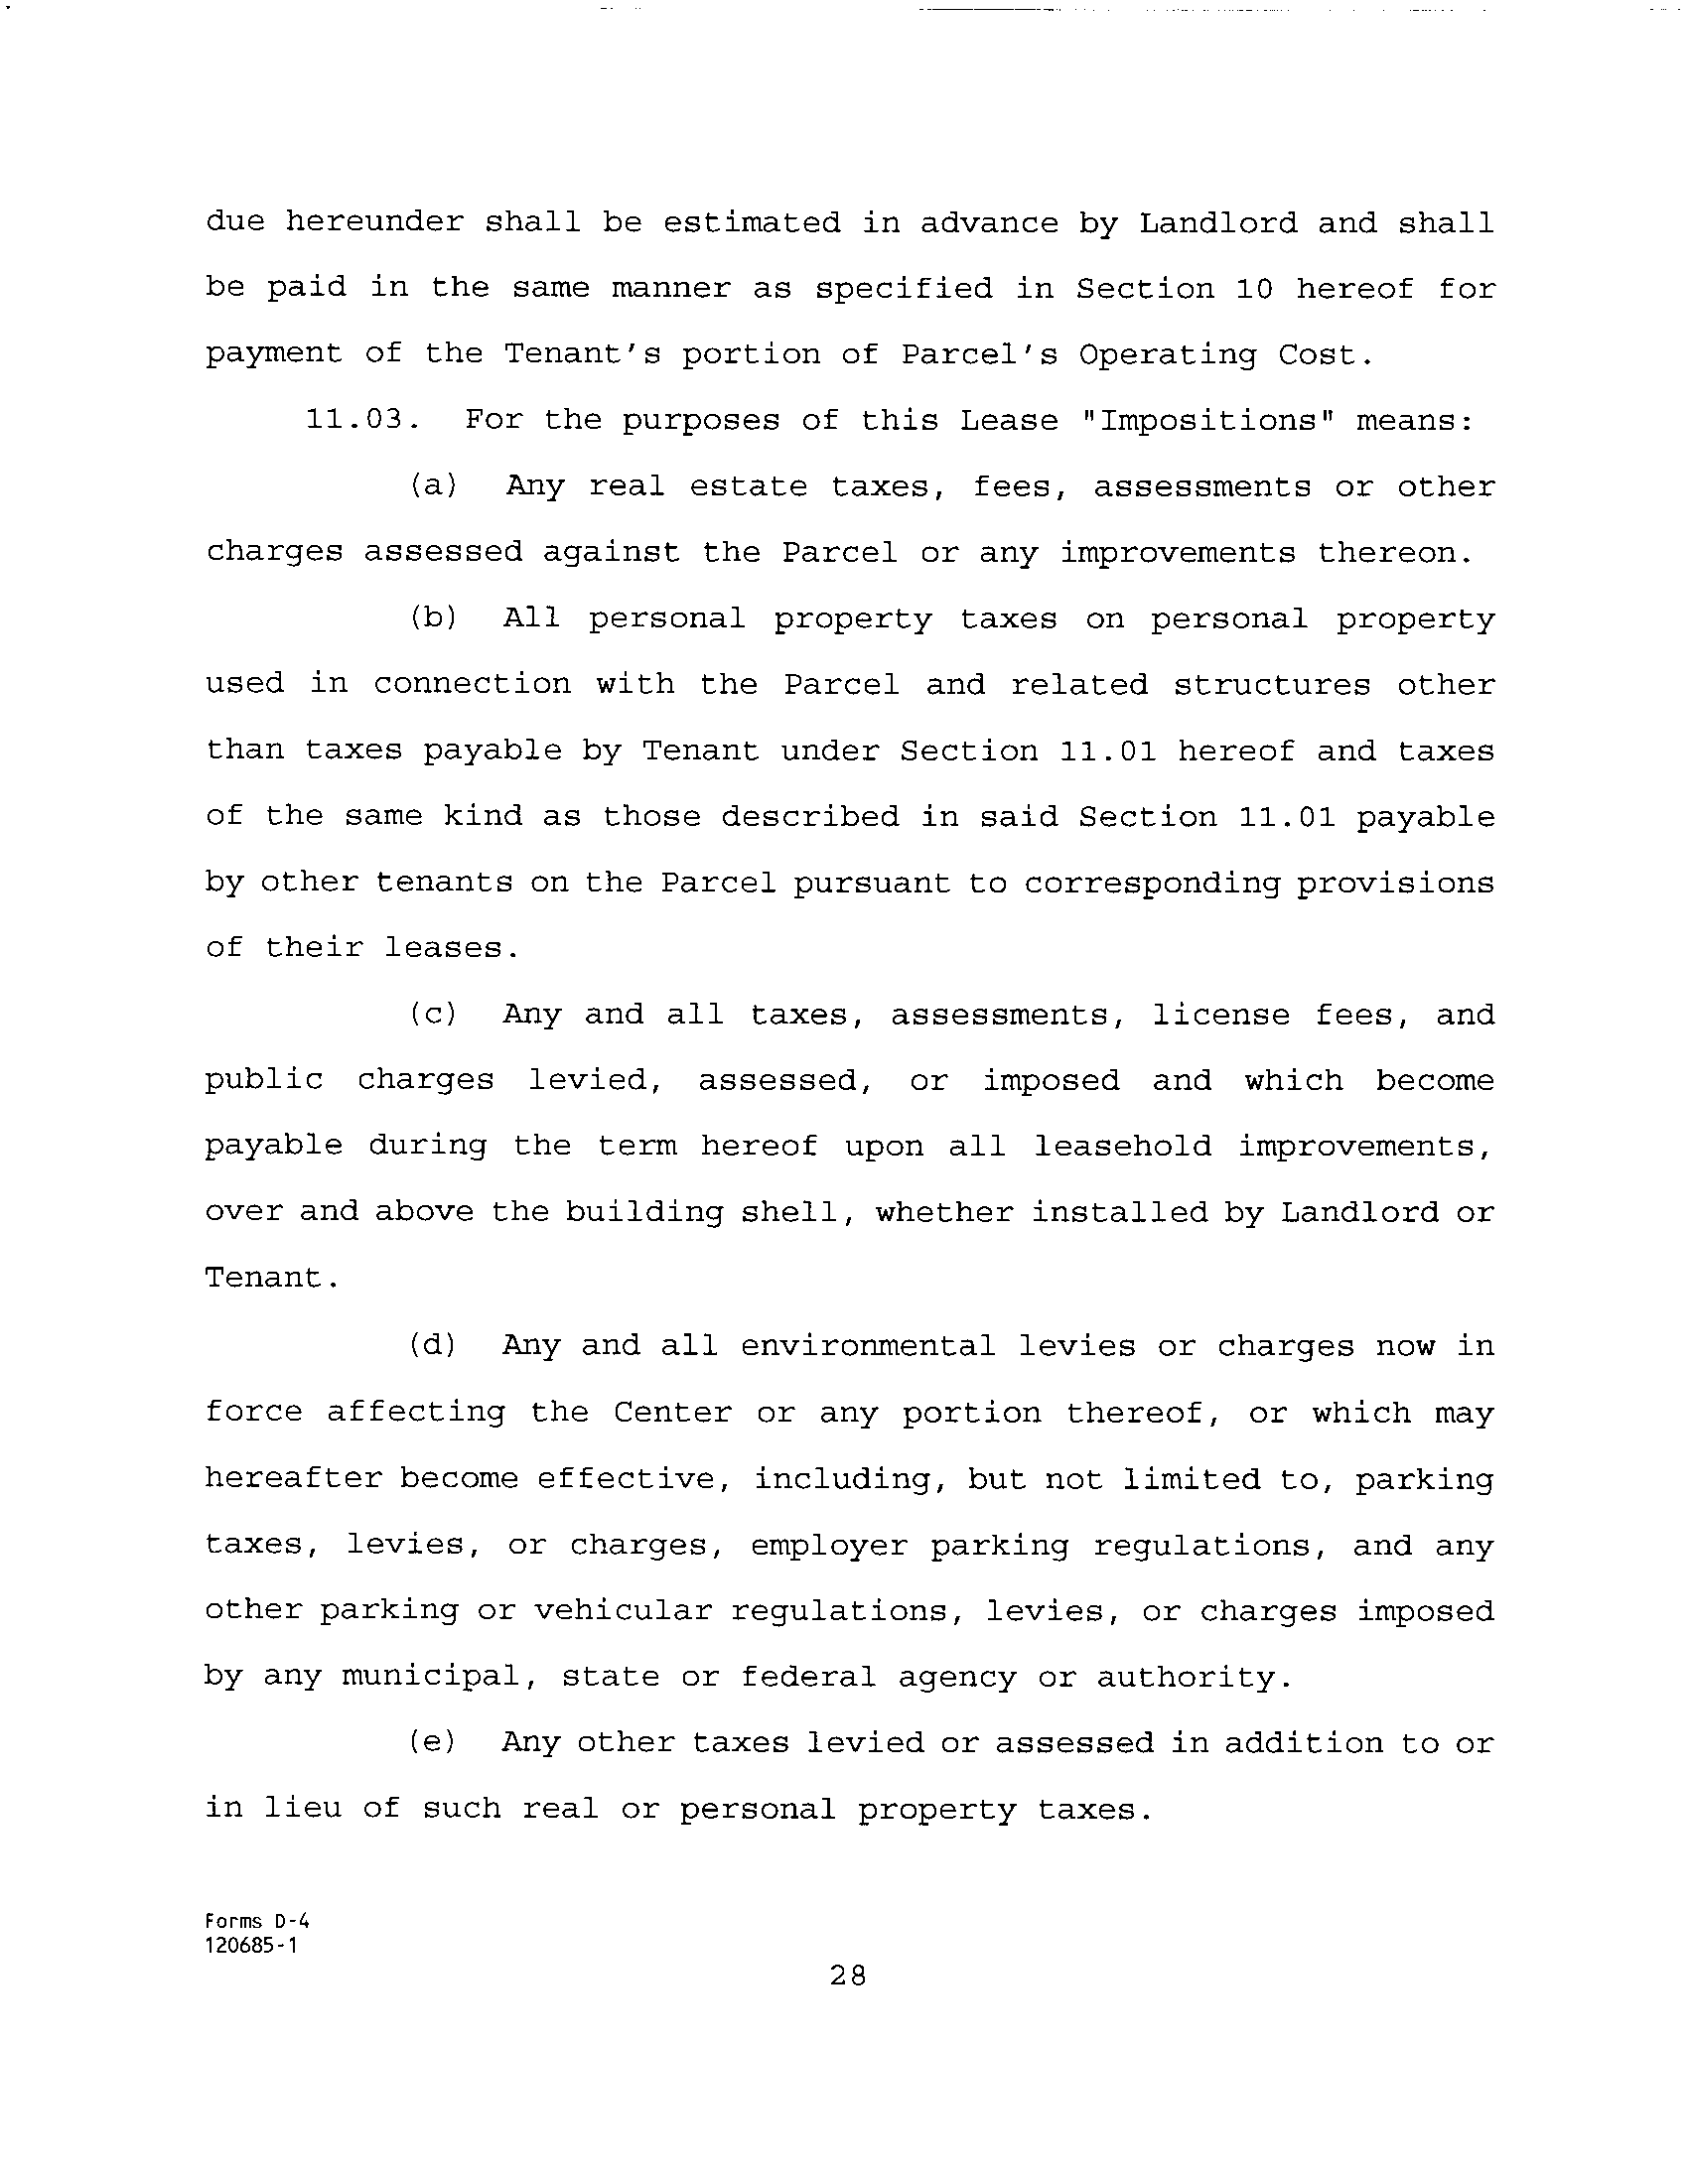 due hereunder shall be estimated in advance by Landlord and shall
be paid in the same manner as specified in Section 10 hereof for
payment of the Tenant's portion of Parcel's Operating Cost.
11.03. For the purposes of this Lease "Impositions" means:
(a) Any real estate taxes, fees, assessments or other
charges assessed against the Parcel or any improvements thereon.
(b) All personal property taxes on personal property
used in connection with the Parcel and related structures other
than taxes payable by Tenant under Section 11.01 hereof and taxes
of the same kind as those described in said Section 11.01 payable
by other tenants on the Parcel pursuant to corresponding provisions
of their leases.
(c) Any and all taxes, assessments, license fees, and
public charges levied, assessed, or imposed and which become
payable during the term hereof upon all leasehold improvements,
over and above the building shell, whether installed by Landlord or
Tenant.
(d) Any and all environmental levies or charges now in
force affecting the Center or any portion thereof, or which may
hereafter become effective, including, but not limited to, parking
taxes, levies, or charges, employer parking regulations, and any
other parking or vehicular regulations, levies, or charges imposed
by any municipal, state or federal agency or authority.
(e) Any other taxes levied or assessed in addition to or
in lieu of such real or personal property taxes.
Forms D-4
120685-1
28